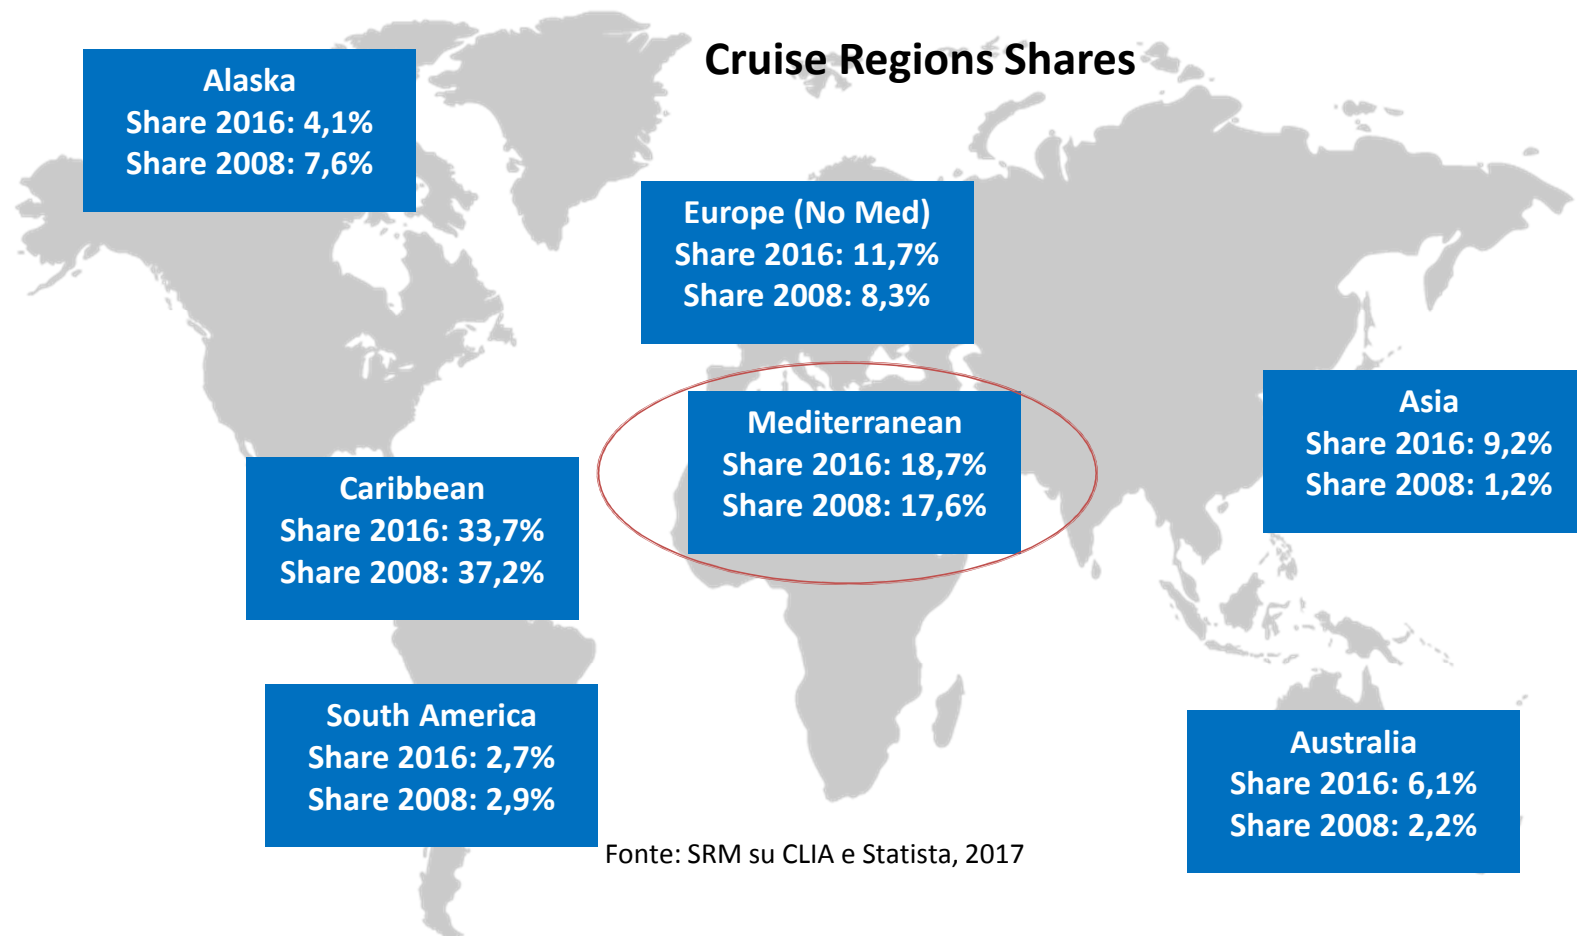 Cruise Regions Shares
Alaska
Share 2016: 4,1%
Share 2008: 7,6%
Europe (No Med)
Share 2016: 11,7%
Share 2008: 8,3%
Mediterranean
Share 2016: 18,7%
Share 2008: 17,6%
Asia
Share 2016: 9,2%
Share 2008: 1,2%
Caribbean
Share 2016: 33,7%
Share 2008: 37,2%
South America
Share 2016: 2,7%
Share 2008: 2,9%
Australia
Share 2016: 6,1%
Share 2008: 2,2%
Fonte: SRM su CLIA e Statista, 2017